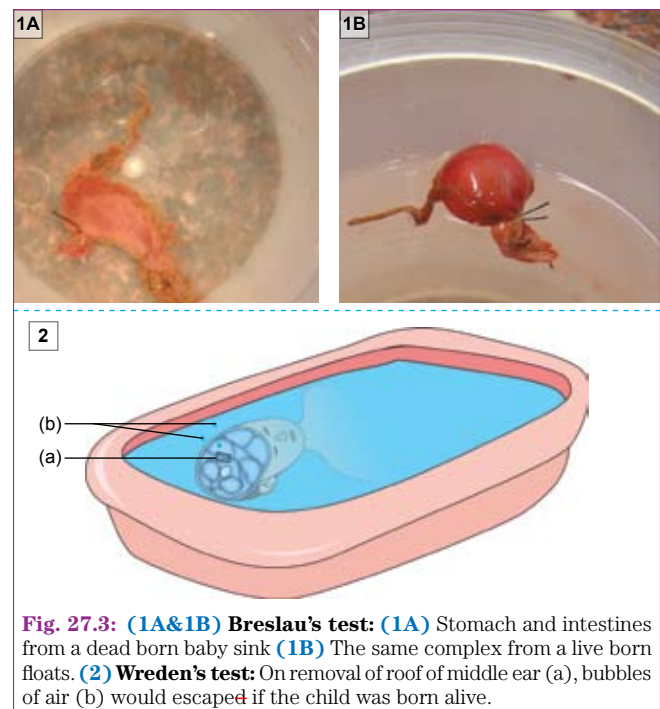 1A
1B
2
(b)
(a)
Fig. 27.3: (1A&1B) Breslau's test: (1A) Stomach and intestines
from a dead born baby sink (1B) The same complex from a live born
floats. (2) Wreden's test: On removal of roof of middle ear (a), bubbles
of air (b) would escaped if the child was born alive.